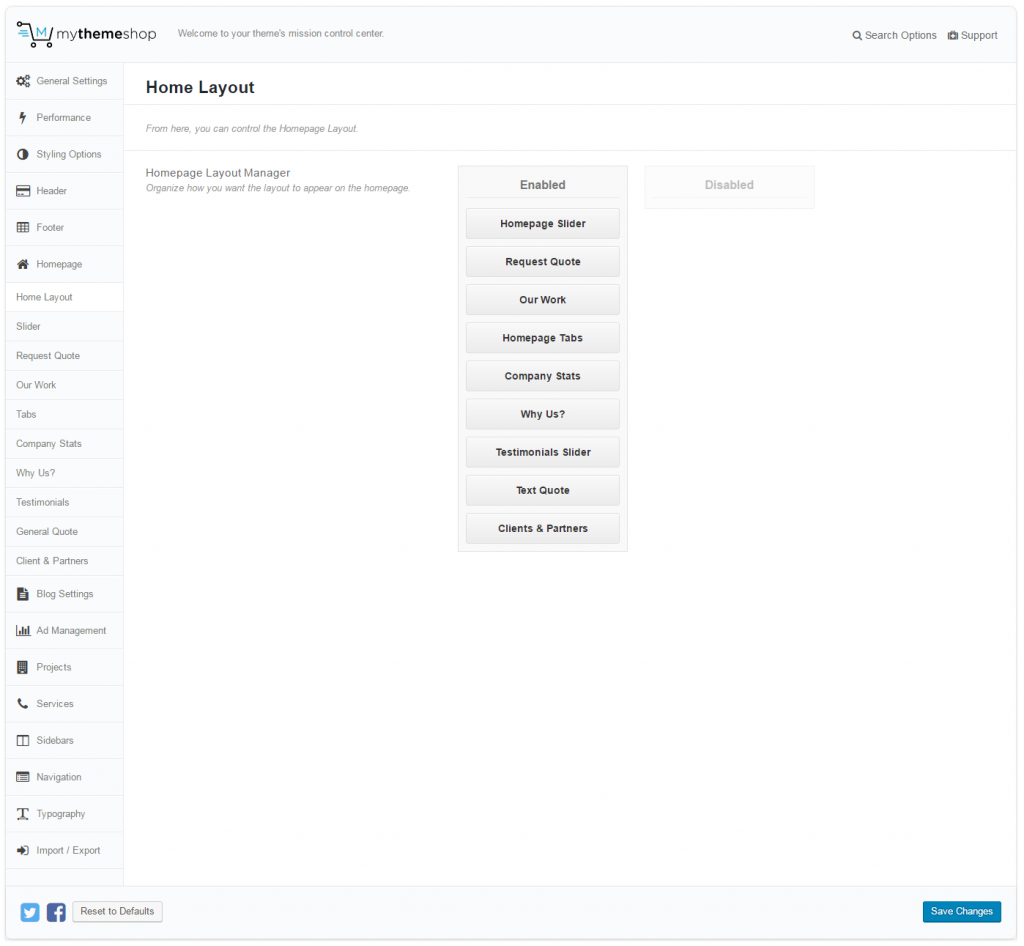 mythemeshop
Welcome to your theme's mission control center.
Search Options
Support
General Settings
Performance
Styling Options
Header
Footer
Homepage
Home Layout
Slider
Request Quote
Our Work
Tabs
Company Stats
Why Us?
Testimonials
General Quote
Client & Partners
Blog Settings
Ad Management
Projects
Services
Sidebars
Navigation
Typography
Import / Export
Home Layout
From here, you can control the Homepage Layout.
Homepage Layout Manager
Organize how you want the layout to appear on the homepage.
Enabled
Homepage Slider
Request Quote
Our Work
Homepage Tabs
Company Stats
Why Us?
Testimonials Slider
Text Quote
Clients & Partners
Disabled
Reset to Defaults
Save Changes